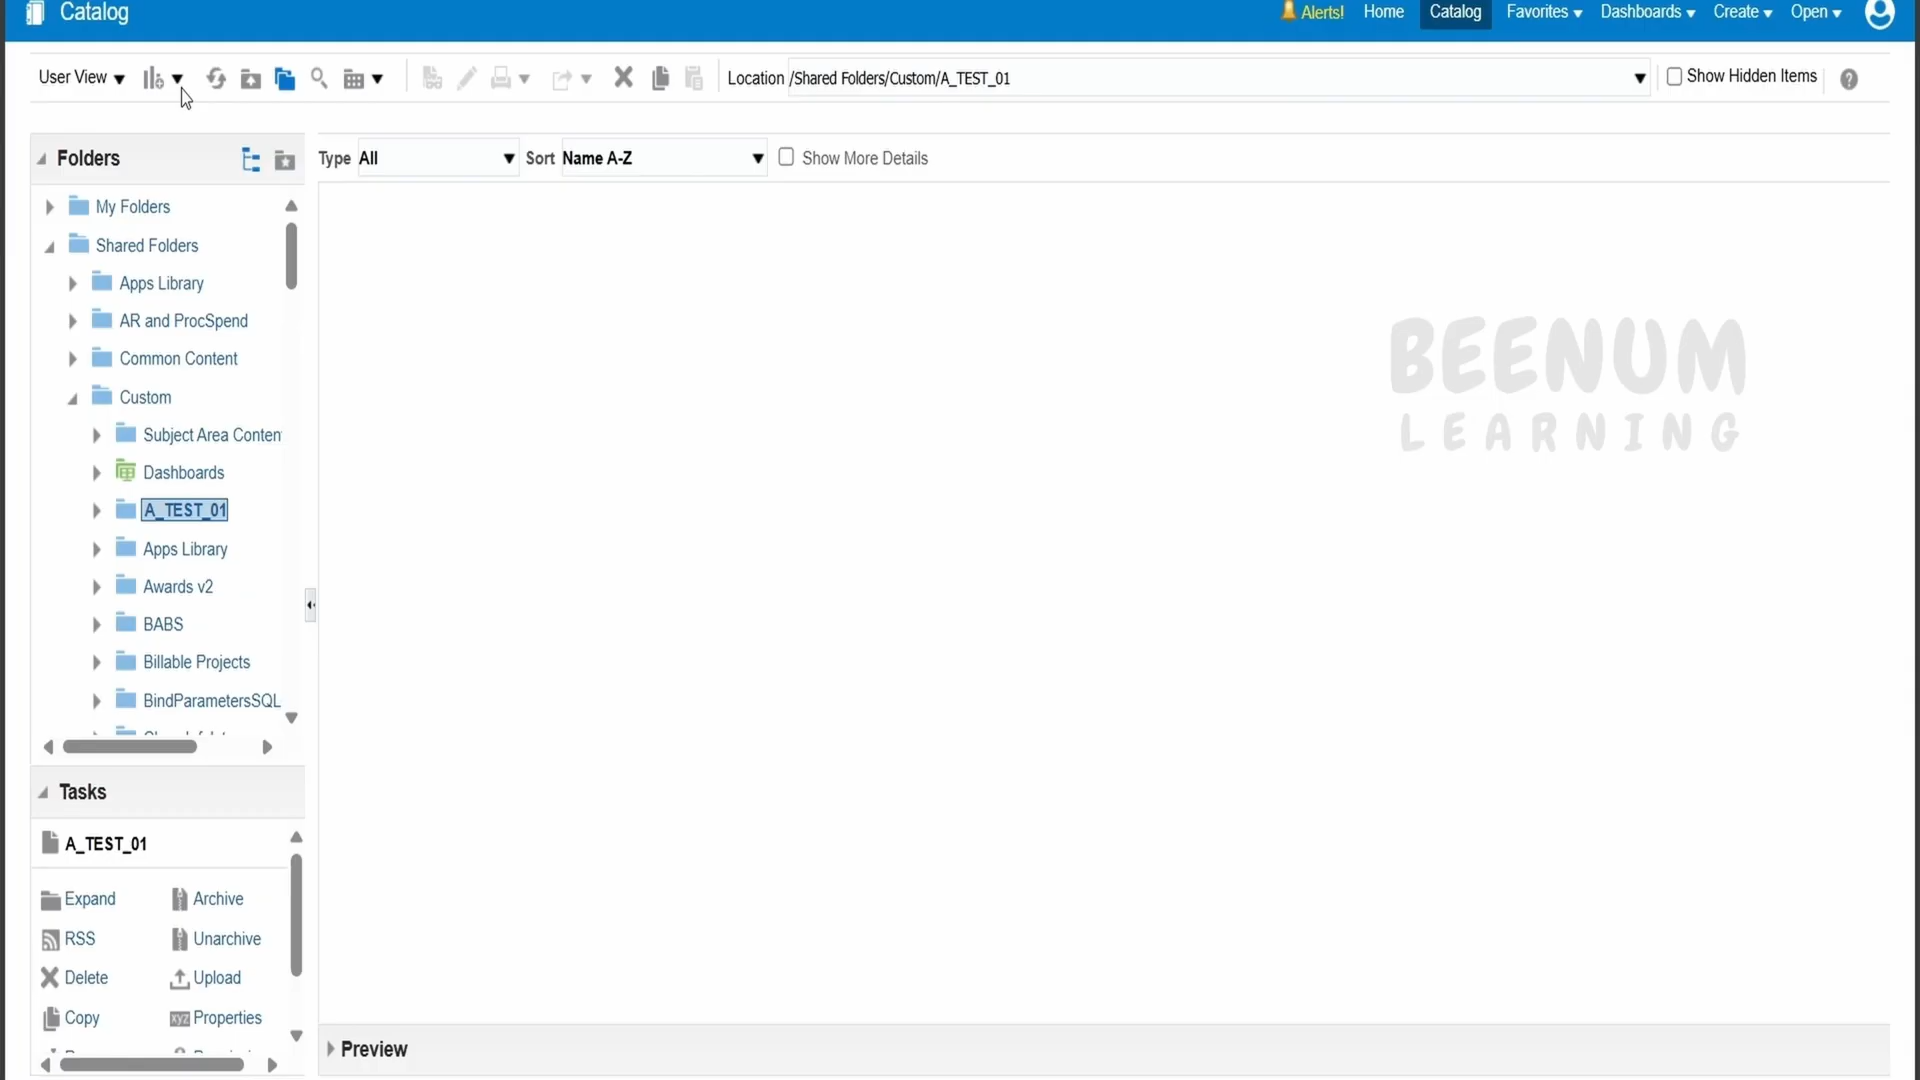 Catalog
Alerts! Home Catalog Favorites Dashboards Create Open
User View
Location /Shared Folders/Custom/A_TEST_01
Show Hidden Items
Folders
Type All Sort Name A-Z Show More Details
My Folders
Shared Folders
Apps Library
AR and ProcSpend
Common Content
Custom
Subject Area Conten
Dashboards
A_TEST_01
Apps Library
Awards v2
BABS
Billable Projects
BindParametersSQL
BEENUM
LEARNING
Tasks
A_TEST_01
Expand Archive
RSS Unarchive
Delete Upload
Copy xyz Properties
Preview